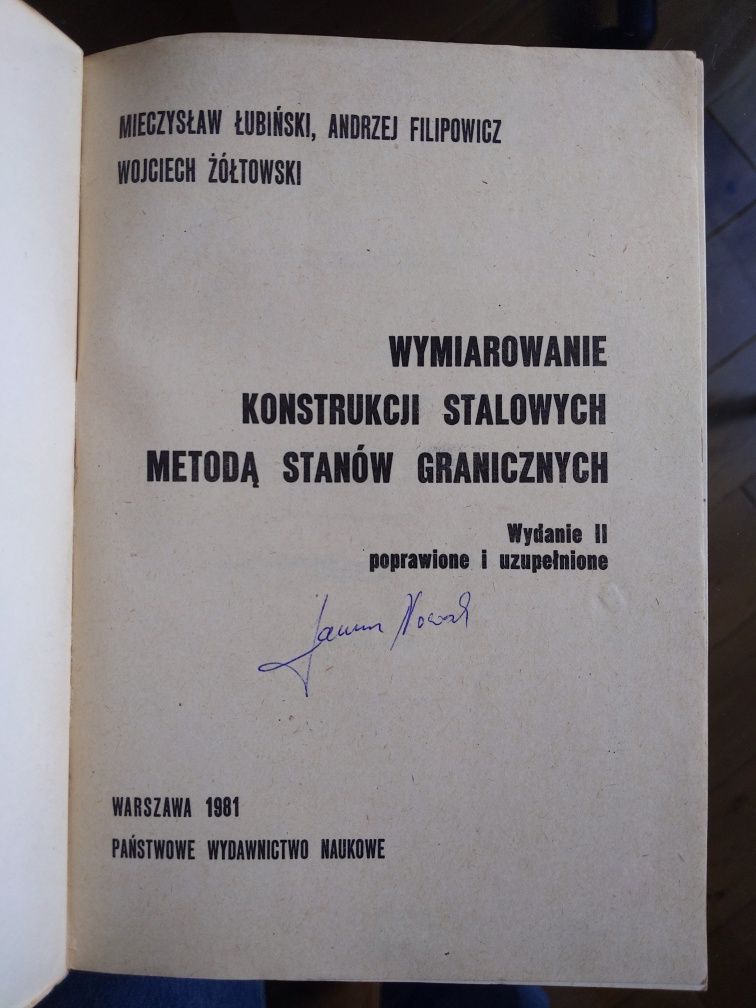 MIECZYSŁAW ŁUBIŃSKI, ANDRZEJ FILIPOWICZ
WOJCIECH ŻÓŁTOWSKI
WYMIAROWANIE
KONSTRUKCJI STALOWYCH
METODĄ STANÓW GRANICZNYCH
Wydanie II
poprawione i uzupełnione
Nowak
WARSZAWA 1981
PAŃSTWOWE WYDAWNICTWO NAUKOWE